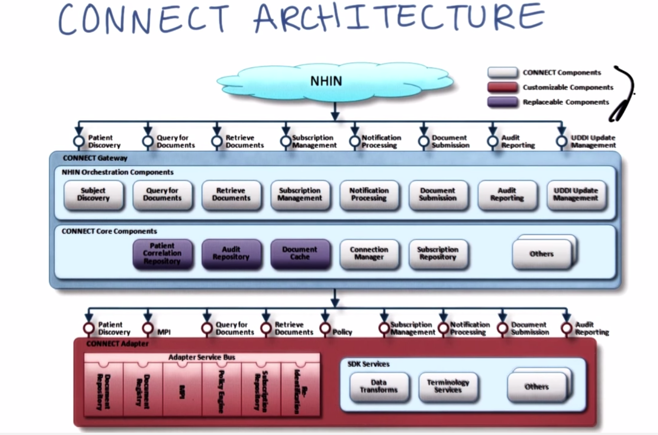 CONNECT ARCHITECTURE
NHIN
CONNECT Components
Customizable Components
Replaceable Components
Patient Discovery
Query for Documents
Retrieve Documents
Subscription Management
Notification Processing
Document Submission
Audit Reporting
UDDI Update Management
CONNECT Gateway
NHIN Orchestration Components
Subject Discovery
Query for Documents
Retrieve Documents
Subscription Management
Notification Processing
Document Submission
Audit Reporting
UDDI Update Management
CONNECT Core Components
Patient Correlation Repository
Audit Repository
Document Cache
Connection Manager
Subscription Repository
Others
Patient Discovery
MPI
Query for Documents
Retrieve Documents
Policy
Subscription Management
Notification Processing
Document Submission
Audit Reporting
CONNECT Adapter
Adapter Service Bus
Document Repository
Document Registry
MPI
Policy Engine
Subscription Repository
Re-Identification
SDK Services
Data Transforms
Terminology Services
Others